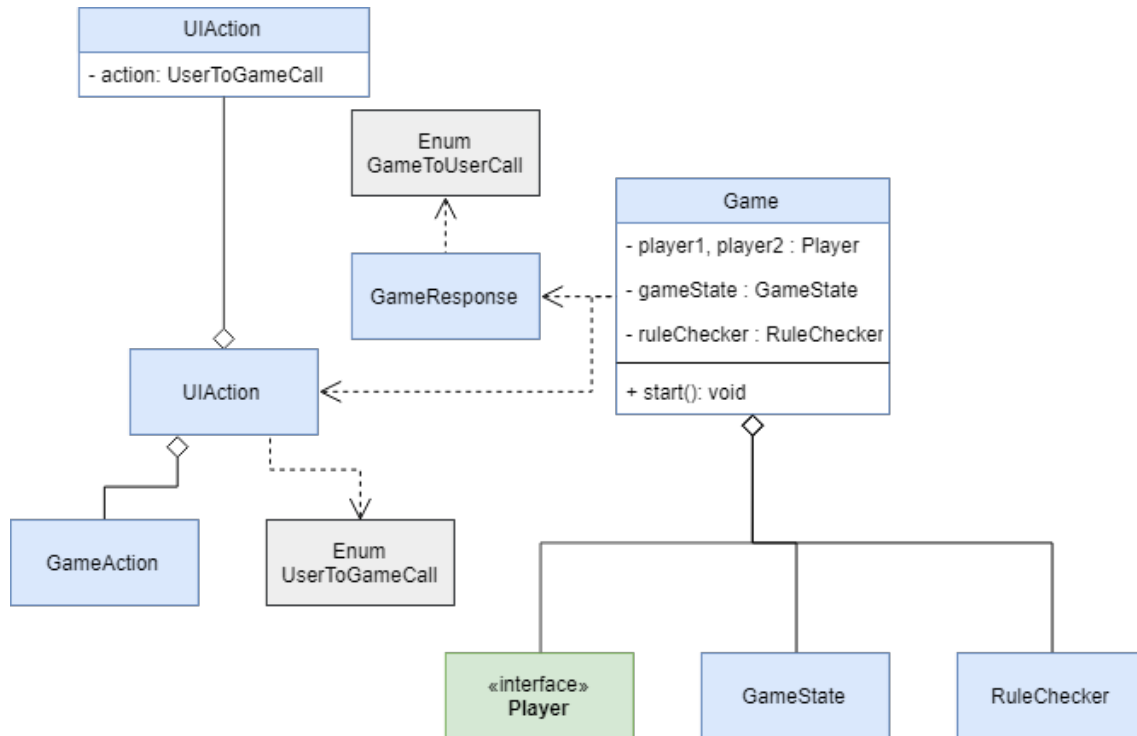 UIAction
- action: UserToGameCall
Enum
GameToUserCall
Game
- player1, player2 : Player
- gameState : GameState
- ruleChecker : RuleChecker
+ start(): void
GameResponse
UIAction
GameAction
Enum
UserToGameCall
«interface»
Player
GameState
RuleChecker